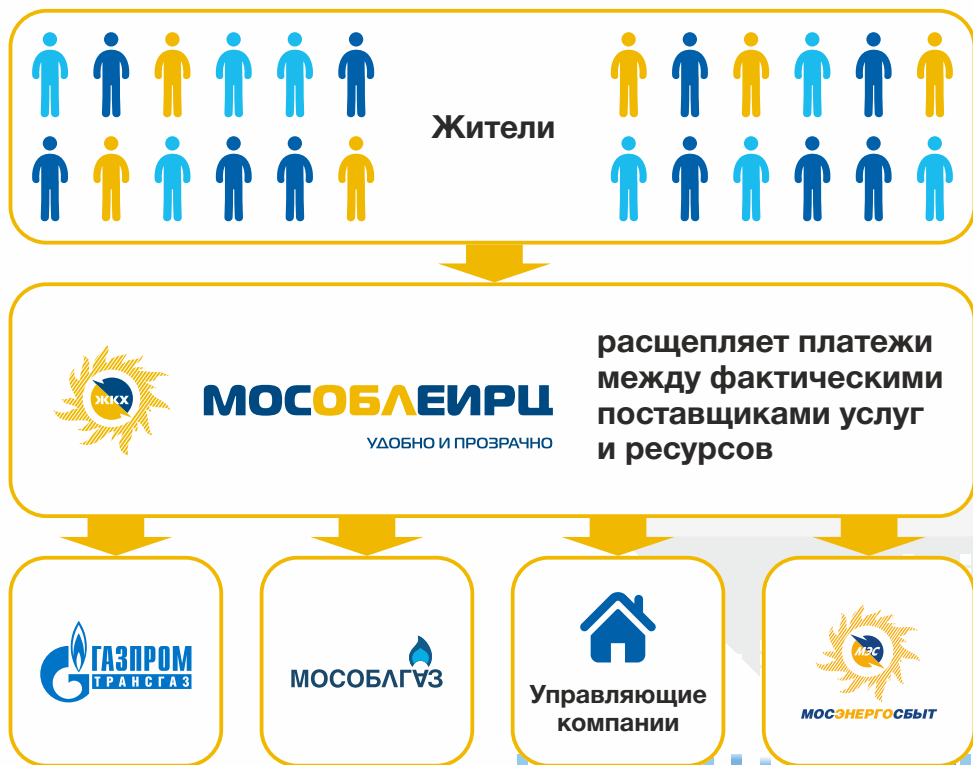 Жители
ЖКХ
МОСОБЛЕИРЦ
УДОБНО И ПРОЗРАЧНО
расщепляет платежи
между фактическими
поставщиками услуг
и ресурсов
ГАЗПРОМ
ТРАНСГАЗ
МОСОБЛГАЗ
Управляющие
компании
МЭС
МОСЭНЕРГОСБЫТ